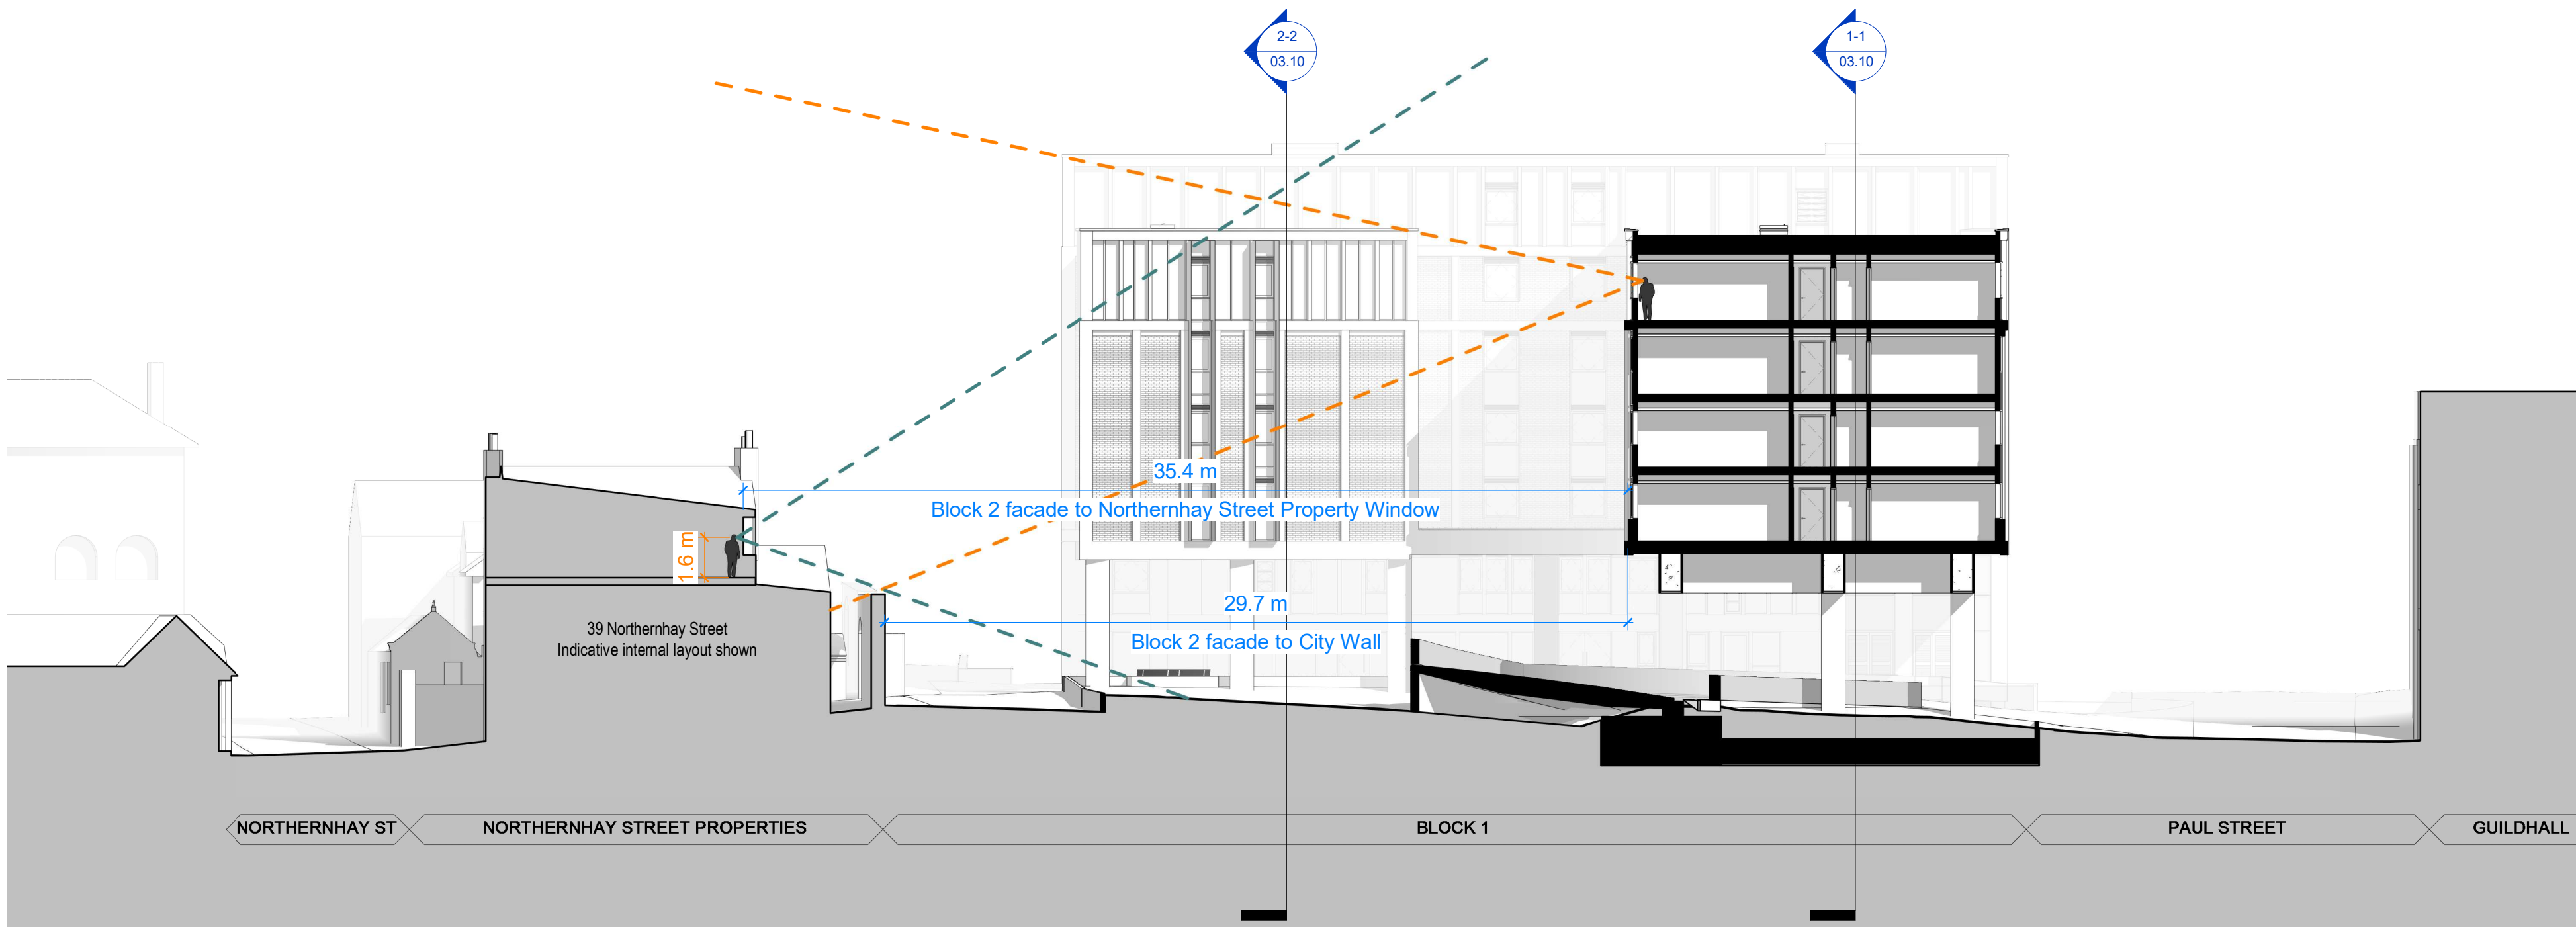 2-2
03.10
1-1
03.10
35.4 m
Block 2 facade to Northernhay Street Property Window
1.6 m
29.7 m
Block 2 facade to City Wall
39 Northernhay Street
Indicative internal layout shown
NORTHERNHAY ST
NORTHERNHAY STREET PROPERTIES
BLOCK 1
PAUL STREET
GUILDHALL